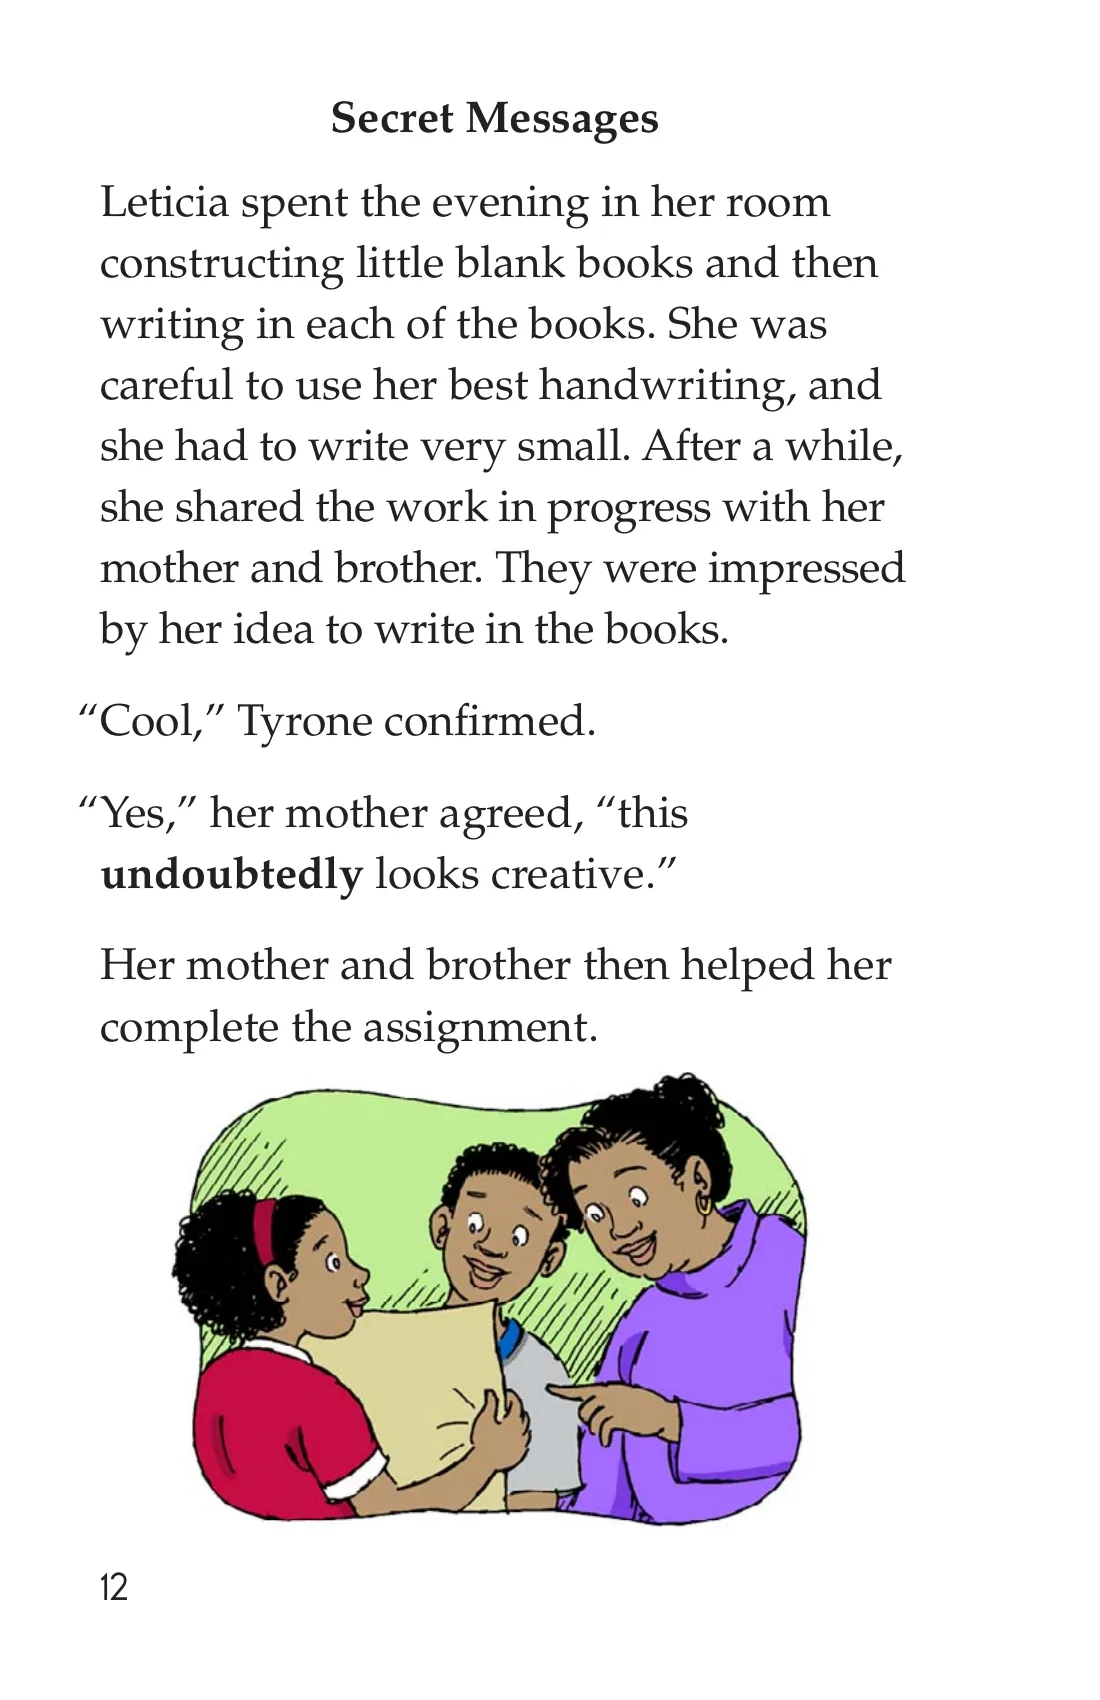 Secret Messages
Leticia spent the evening in her room
constructing little blank books and then
writing in each of the books. She was
careful to use her best handwriting, and
she had to write very small. After a while,
she shared the work in progress with her
mother and brother. They were impressed
by her idea to write in the books.
“Cool,” Tyrone confirmed.
“Yes,” her mother agreed, “this
undoubtedly looks creative.”
Her mother and brother then helped her
complete the assignment.
12